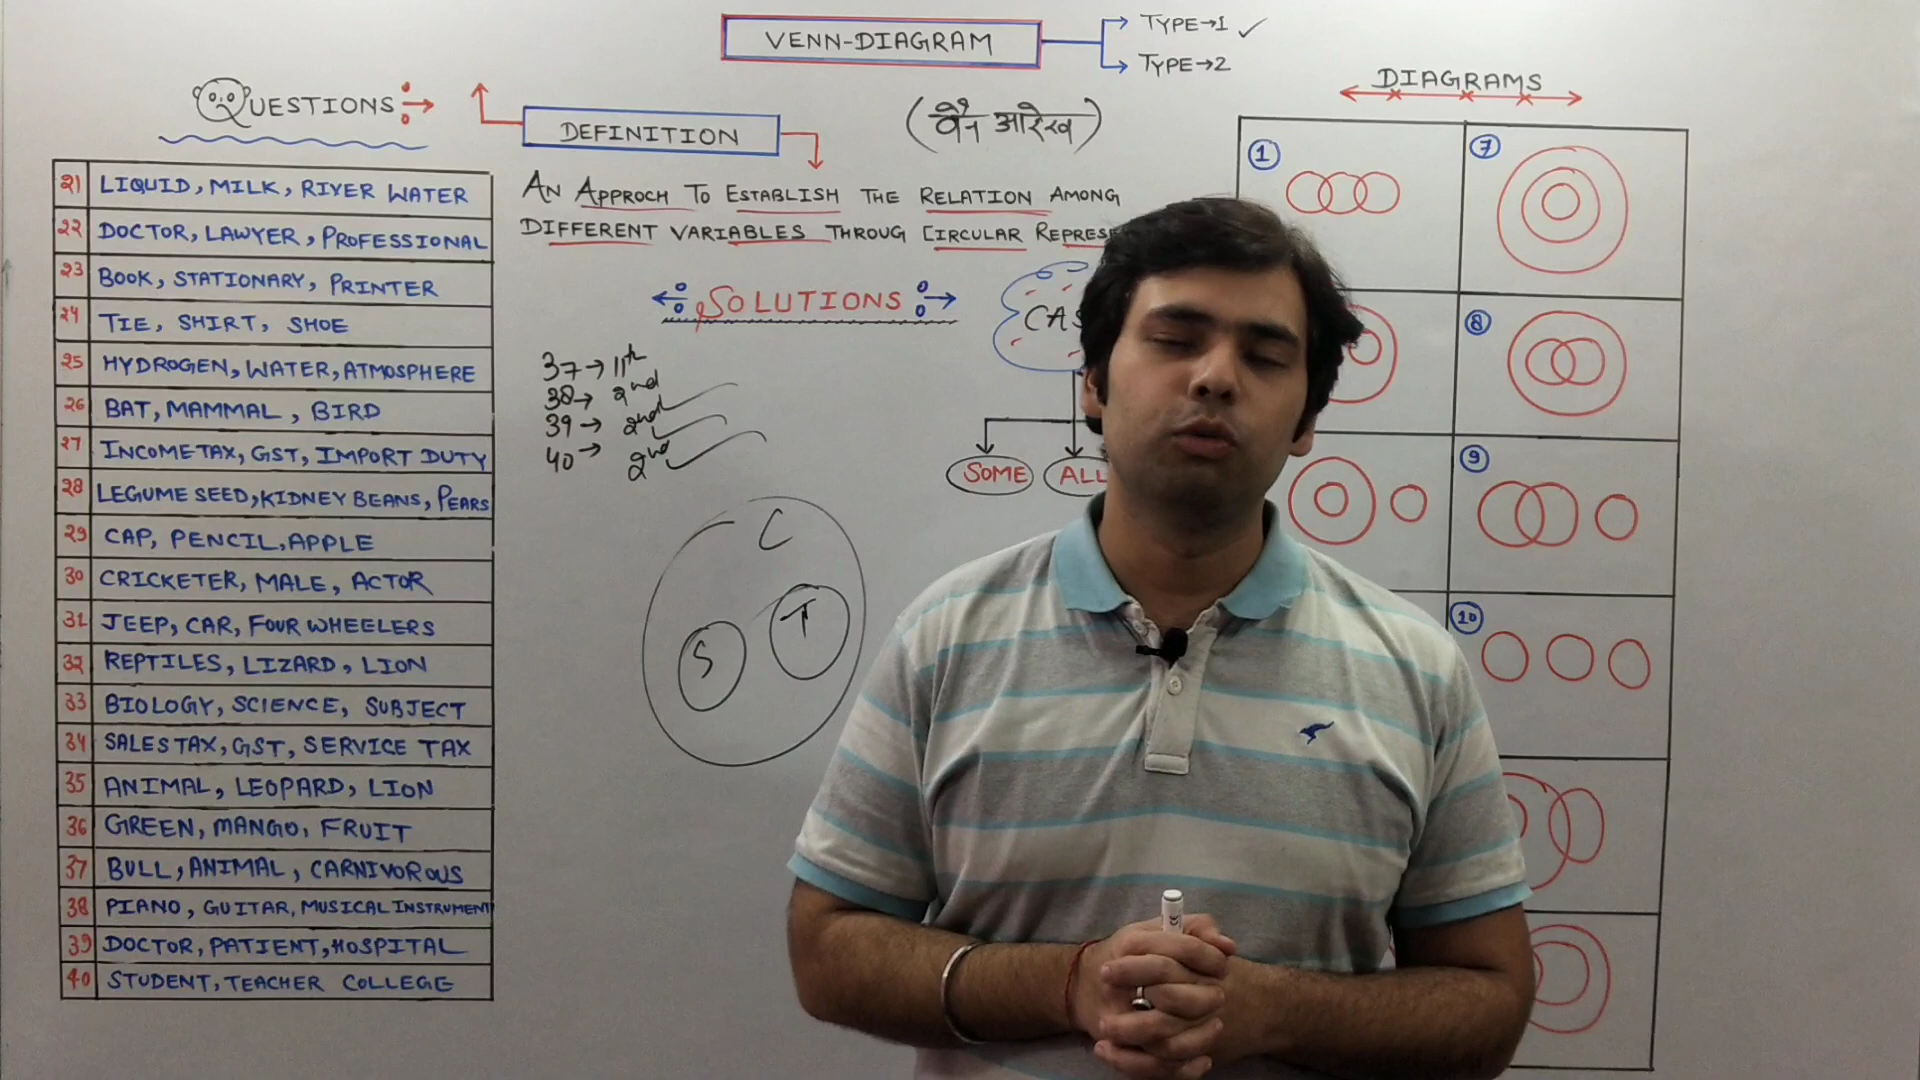 VENN-DIAGRAM
TYPE→1 ✓
TYPE→2
(वेन आरेख)
QUESTIONS
DEFINITION
AN APPROCH TO ESTABLISH THE RELATION AMONG
DIFFERENT VARIABLES THROUG CIRCULAR
SOLUTIONS
37→11th
38→2nd
39→2nd
40→2nd
SOME
ALL
C
S
T
21 LIQUID, MILK, RIVER WATER
22 DOCTOR, LAWYER, PROFESSIONAL
23 BOOK, STATIONARY, PRINTER
24 TIE, SHIRT, SHOE
25 HYDROGEN, WATER, ATMOSPHERE
26 BAT, MAMMAL, BIRD
27 INCOME TAX, GST, IMPORT DUTY
28 LEGUME SEED, KIDNEY BEANS, PEARS
29 CAP, PENCIL, APPLE
30 CRICKETER, MALE, ACTOR
31 JEEP, CAR, FOUR WHEELERS
32 REPTILES, LIZARD, LION
33 BIOLOGY, SCIENCE, SUBJECT
34 SALES TAX, GST, SERVICE TAX
35 ANIMAL, LEOPARD, LION
36 GREEN, MANGO, FRUIT
37 BULL, ANIMAL, CARNIVOROUS
38 PIANO, GUITAR, MUSICAL INSTRUMENT
39 DOCTOR, PATIENT, HOSPITAL
40 STUDENT, TEACHER COLLEGE
DIAGRAMS
1
7
8
9
10